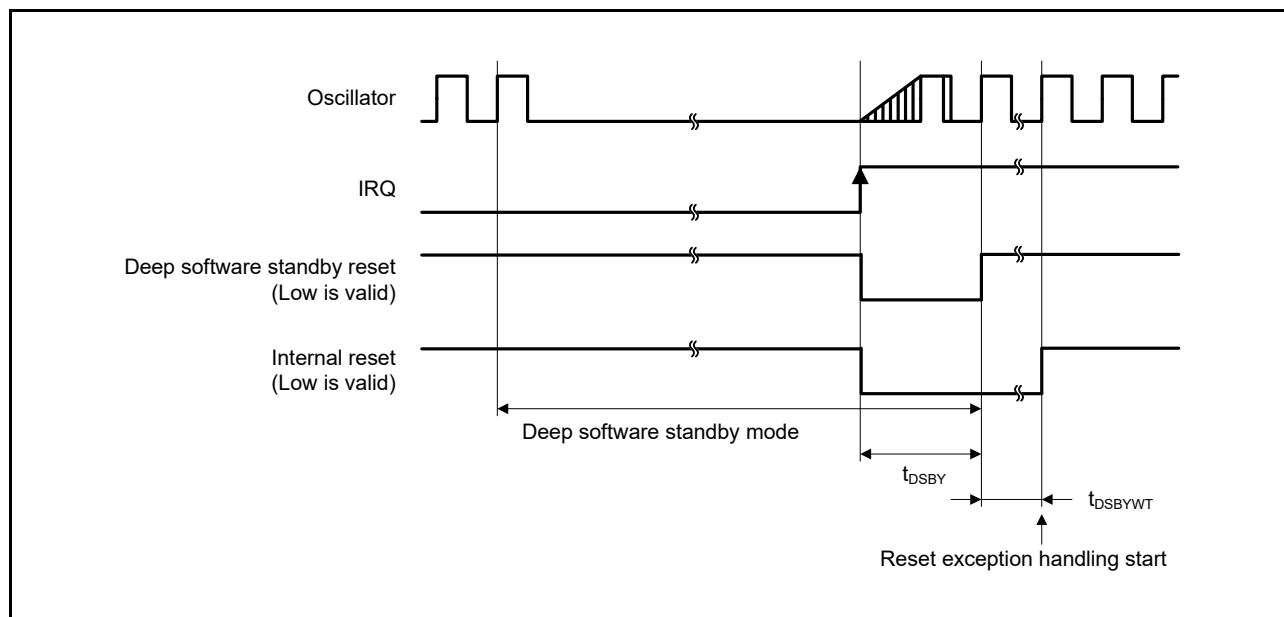 Oscillator
IRQ
Deep software standby reset
(Low is valid)
Internal reset
(Low is valid)
Deep software standby mode
tDSBY
tDSBYWT
Reset exception handling start